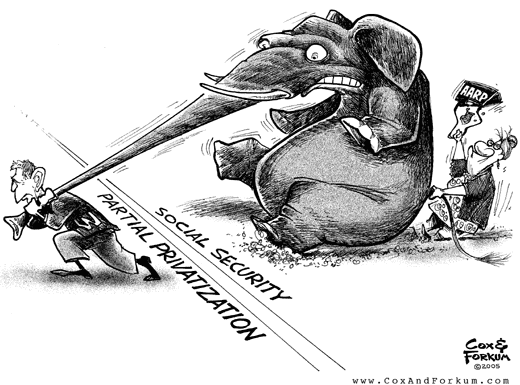 AARP
SOCIAL SECURITY
PARTIAL PRIVATIZATION
W
COX&
FORKUM
©2005
www.CoxAndForkum.com